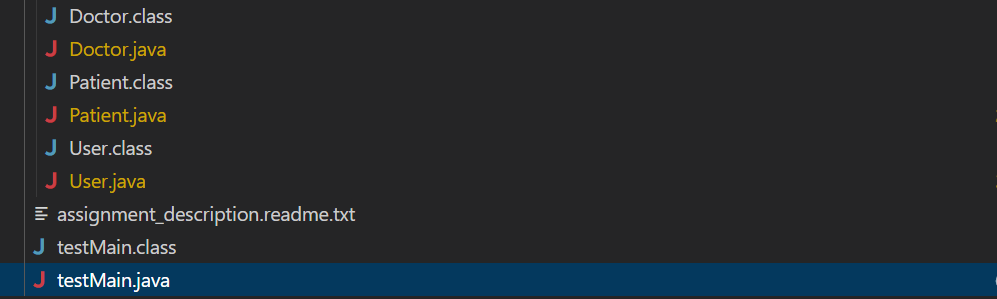 Doctor.class
Doctor.java
Patient.class
Patient.java
User.class
User.java
assignment_description.readme.txt
testMain.class
testMain.java